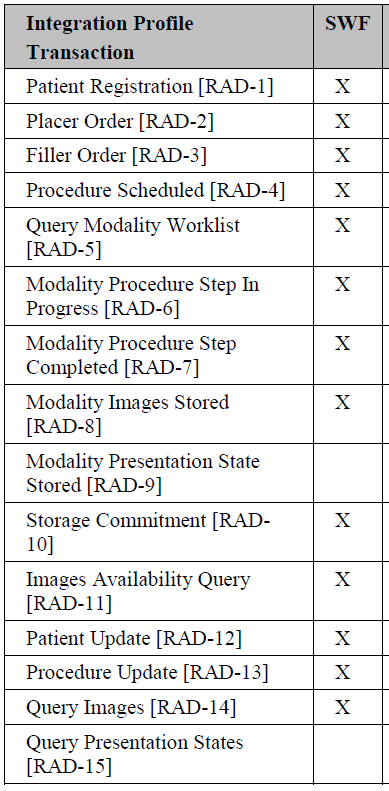 Integration Profile SWF
Transaction
Patient Registration [RAD-1] X
Placer Order [RAD-2] X
Filler Order [RAD-3] X
Procedure Scheduled [RAD-4] X
Query Modality Worklist X
[RAD-5]
Modality Procedure Step In X
Progress [RAD-6]
Modality Procedure Step X
Completed [RAD-7]
Modality Images Stored X
[RAD-8]
Modality Presentation State
Stored [RAD-9]
Storage Commitment [RAD- X
10]
Images Availability Query X
[RAD-11]
Patient Update [RAD-12] X
Procedure Update [RAD-13] X
Query Images [RAD-14] X
Query Presentation States
[RAD-15]